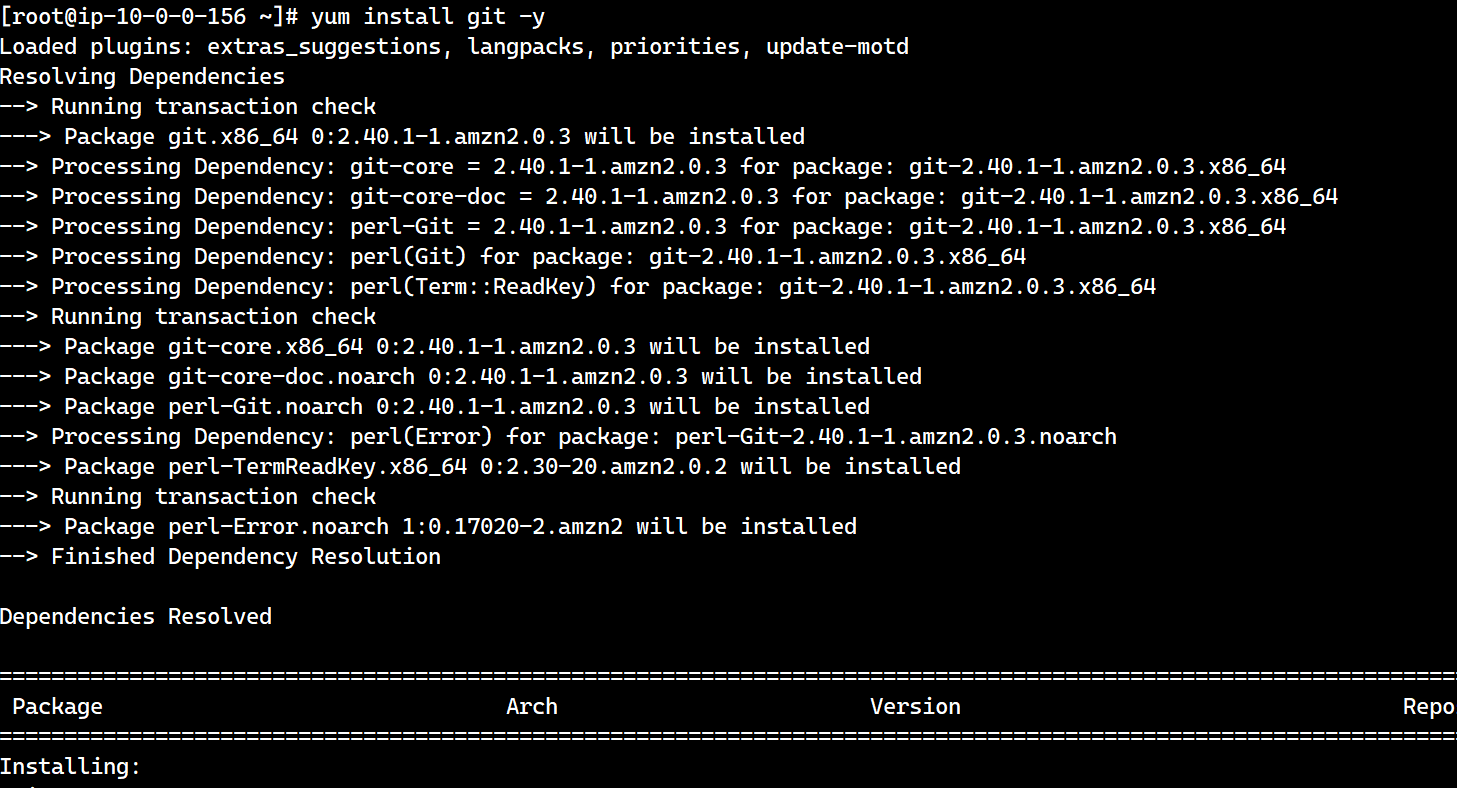 [root@ip-10-0-0-156 ~]# yum install git -y
Loaded plugins: extras_suggestions, langpacks, priorities, update-motd
Resolving Dependencies
--> Running transaction check
---> Package git.x86_64 0:2.40.1-1.amzn2.0.3 will be installed
--> Processing Dependency: git-core = 2.40.1-1.amzn2.0.3 for package: git-2.40.1-1.amzn2.0.3.x86_64
--> Processing Dependency: git-core-doc = 2.40.1-1.amzn2.0.3 for package: git-2.40.1-1.amzn2.0.3.x86_64
--> Processing Dependency: perl-Git = 2.40.1-1.amzn2.0.3 for package: git-2.40.1-1.amzn2.0.3.x86_64
--> Processing Dependency: perl(Git) for package: git-2.40.1-1.amzn2.0.3.x86_64
--> Processing Dependency: perl(Term::ReadKey) for package: git-2.40.1-1.amzn2.0.3.x86_64
--> Running transaction check
---> Package git-core.x86_64 0:2.40.1-1.amzn2.0.3 will be installed
---> Package git-core-doc.noarch 0:2.40.1-1.amzn2.0.3 will be installed
---> Package perl-Git.noarch 0:2.40.1-1.amzn2.0.3 will be installed
--> Processing Dependency: perl(Error) for package: perl-Git-2.40.1-1.amzn2.0.3.noarch
---> Package perl-TermReadKey.x86_64 0:2.30-20.amzn2.0.2 will be installed
--> Running transaction check
---> Package perl-Error.noarch 1:0.17020-2.amzn2 will be installed
--> Finished Dependency Resolution
Dependencies Resolved
================================================================================================================
Package Arch Version Repo
================================================================================================================
Installing: